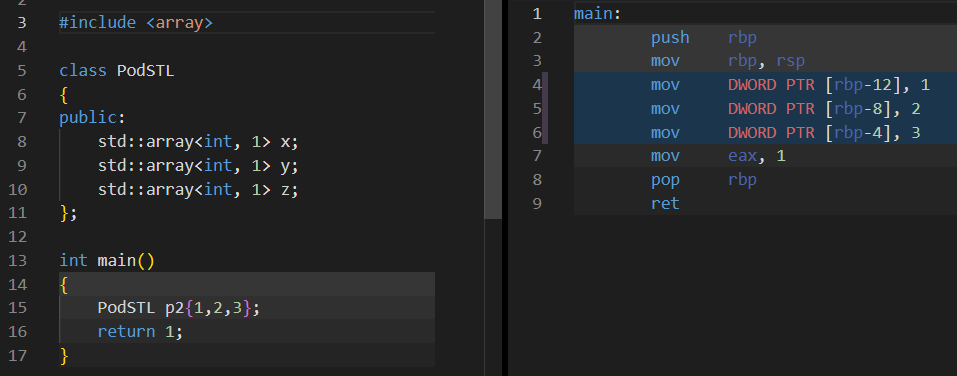 2
3 #include <array>
4
5 class PodSTL
6 {
7 public:
8     std::array<int, 1> x;
9     std::array<int, 1> y;
10     std::array<int, 1> z;
11 };
12
13 int main()
14 {
15     PodSTL p2{1,2,3};
16     return 1;
17 }
1 main:
2         push    rbp
3         mov     rbp, rsp
4         mov     DWORD PTR [rbp-12], 1
5         mov     DWORD PTR [rbp-8], 2
6         mov     DWORD PTR [rbp-4], 3
7         mov     eax, 1
8         pop     rbp
9         ret